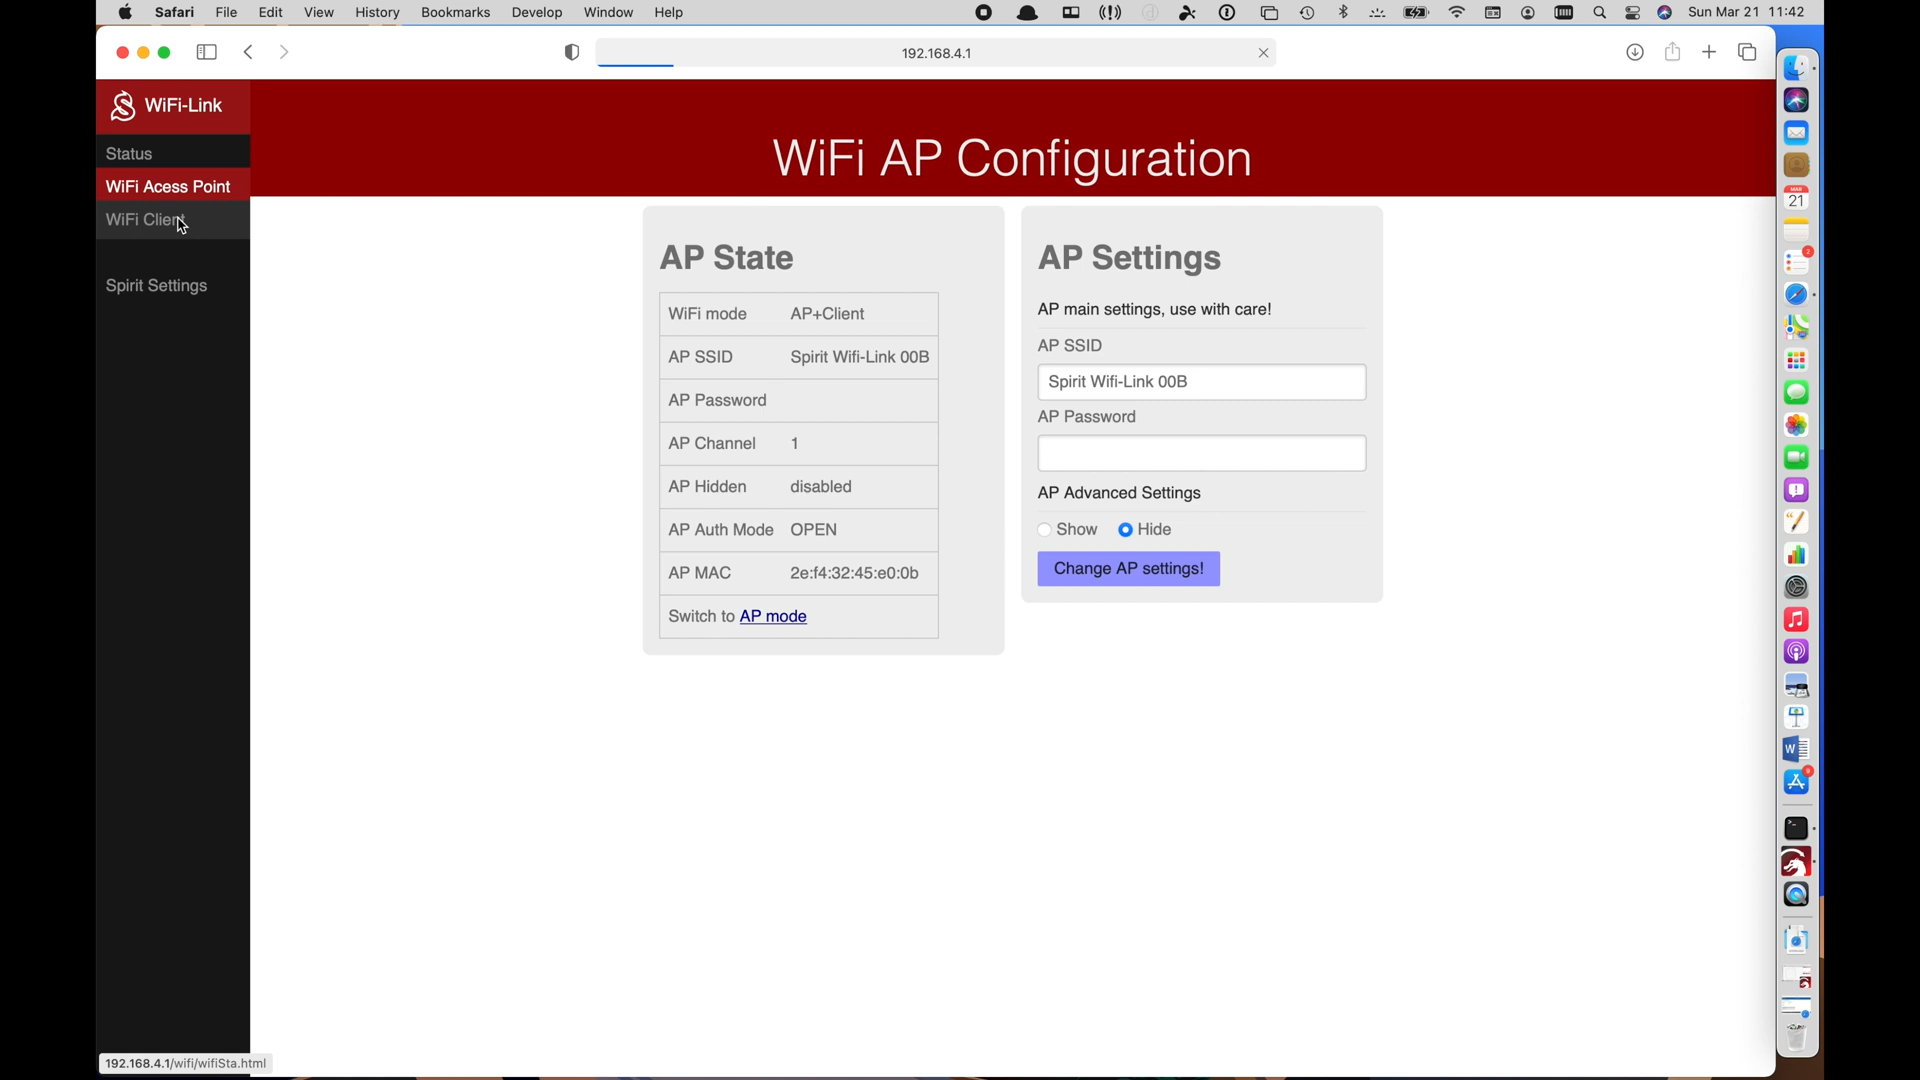 Safari File Edit View History Bookmarks Develop Window Help Sun Mar 21 11:42
192.168.4.1
WiFi-Link
Status
WiFi Acess Point
WiFi Client
Spirit Settings
WiFi AP Configuration
AP State
WiFi mode AP+Client
AP SSID Spirit Wifi-Link 00B
AP Password
AP Channel 1
AP Hidden disabled
AP Auth Mode OPEN
AP MAC 2e:f4:32:45:e0:0b
Switch to AP mode
AP Settings
AP main settings, use with care!
AP SSID
Spirit Wifi-Link 00B
AP Password
AP Advanced Settings
Show Hide
Change AP settings!
MAR
21
2
W
9
192.168.4.1/wifi/wifiSta.html